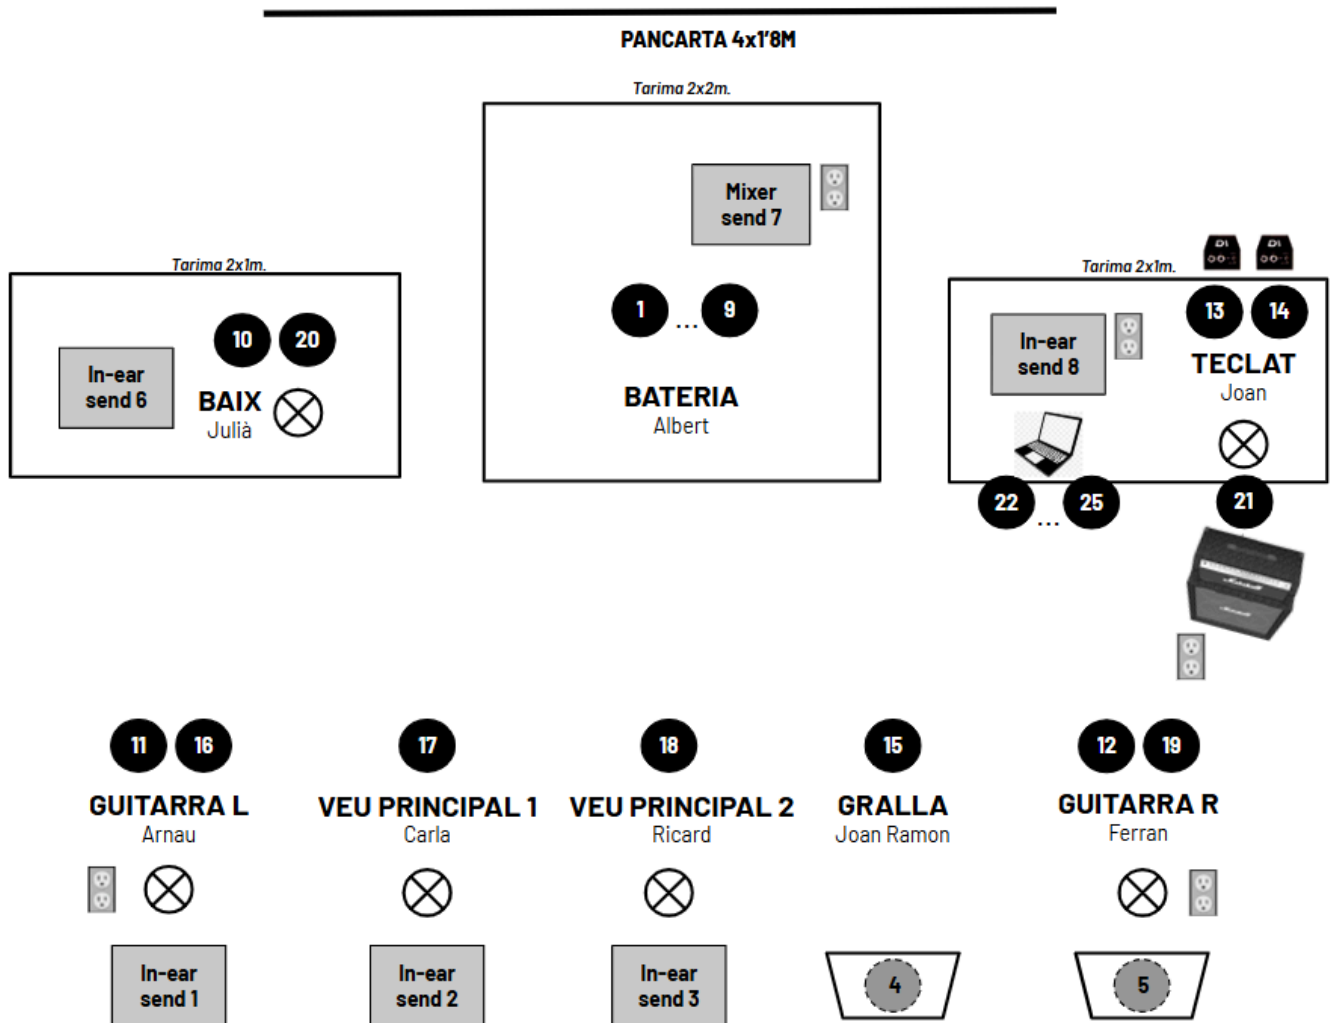 PANCARTA 4x1'8M
Tarima 2x2m.
Mixer
send 7
1 ... 9
BATERIA
Albert
Tarima 2x1m.
10 20
In-ear
send 6
BAIX
Julià
Tarima 2x1m.
DI DI
13 14
In-ear
send 8
TECLAT
Joan
22 ... 25
21
Marshall
Marshall
11 16
GUITARRA L
Arnau
In-ear
send 1
17
VEU PRINCIPAL 1
Carla
In-ear
send 2
18
VEU PRINCIPAL 2
Ricard
In-ear
send 3
15
GRALLA
Joan Ramon
4
12 19
GUITARRA R
Ferran
5